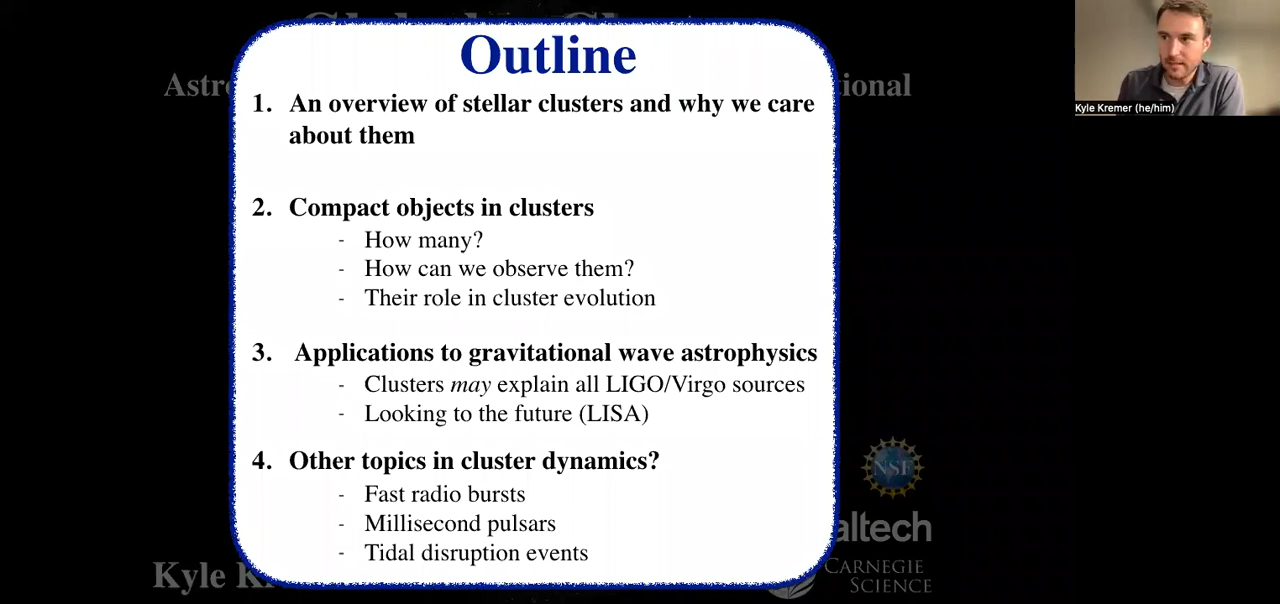 Outline
1. An overview of stellar clusters and why we care
about them
2. Compact objects in clusters
- How many?
- How can we observe them?
- Their role in cluster evolution
3. Applications to gravitational wave astrophysics
- Clusters may explain all LIGO/Virgo sources
- Looking to the future (LISA)
4. Other topics in cluster dynamics?
- Fast radio bursts
- Millisecond pulsars
- Tidal disruption events
Kyle Kremer (he/him)
NSF
altech
CARNEGIE
SCIENCE
Astr
ional
Kyle K